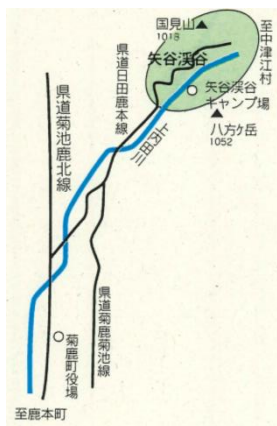 国見山
1018
至中津江村
矢谷渓谷
矢谷渓谷
キャンプ場
八方ケ岳
1052
県道日田鹿本線
上内田川
県道菊池鹿北線
県道菊鹿菊池線
菊鹿町役場
至鹿本町